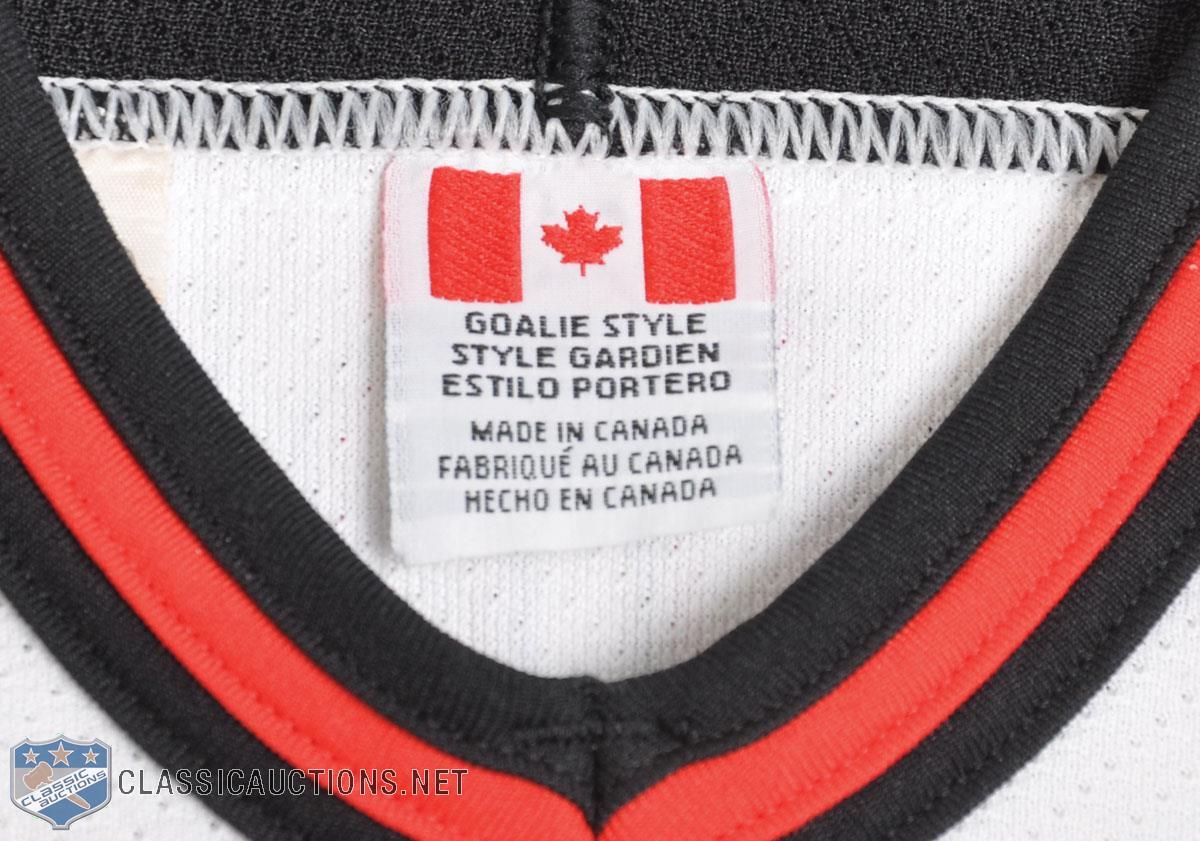 GOALIE STYLE
STYLE GARDIEN
ESTILO PORTERO
MADE IN CANADA
FABRIQUÉ AU CANADA
HECHO EN CANADA
CLASSIC
AUCTIONS
CLASSICAUCTIONS.NET